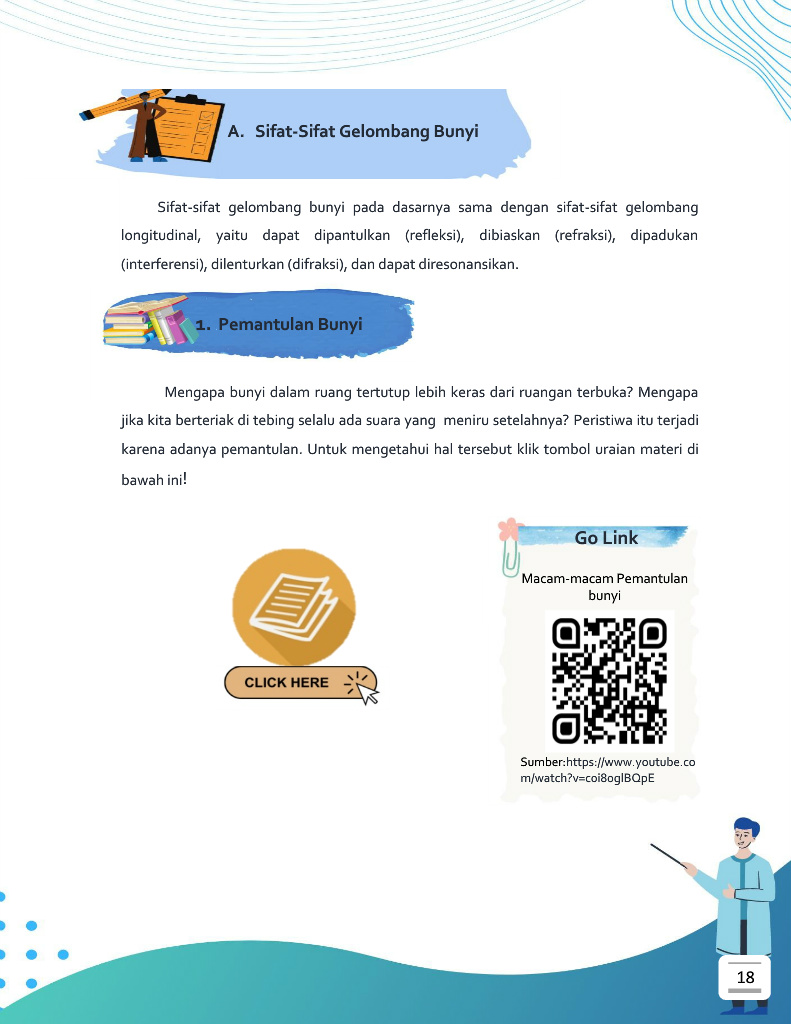 A. Sifat-Sifat Gelombang Bunyi
Sifat-sifat gelombang bunyi pada dasarnya sama dengan sifat-sifat gelombang
longitudinal, yaitu dapat dipantulkan (refleksi), dibiaskan (refraksi), dipadukan
(interferensi), dilenturkan (difraksi), dan dapat diresonansikan.
1. Pemantulan Bunyi
Mengapa bunyi dalam ruang tertutup lebih keras dari ruangan terbuka? Mengapa
jika kita berteriak di tebing selalu ada suara yang meniru setelahnya? Peristiwa itu terjadi
karena adanya pemantulan. Untuk mengetahui hal tersebut klik tombol uraian materi di
bawah ini!
CLICK HERE
Go Link
Macam-macam Pemantulan
bunyi
Sumber:https://www.youtube.co
m/watch?v=coi8oglBQpE
18